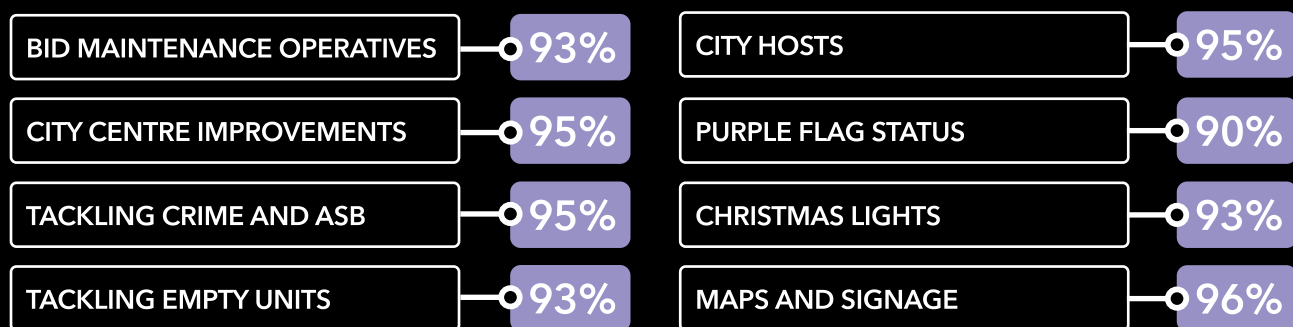 BID MAINTENANCE OPERATIVES 93%
CITY CENTRE IMPROVEMENTS 95%
TACKLING CRIME AND ASB 95%
TACKLING EMPTY UNITS 93%
CITY HOSTS 95%
PURPLE FLAG STATUS 90%
CHRISTMAS LIGHTS 93%
MAPS AND SIGNAGE 96%